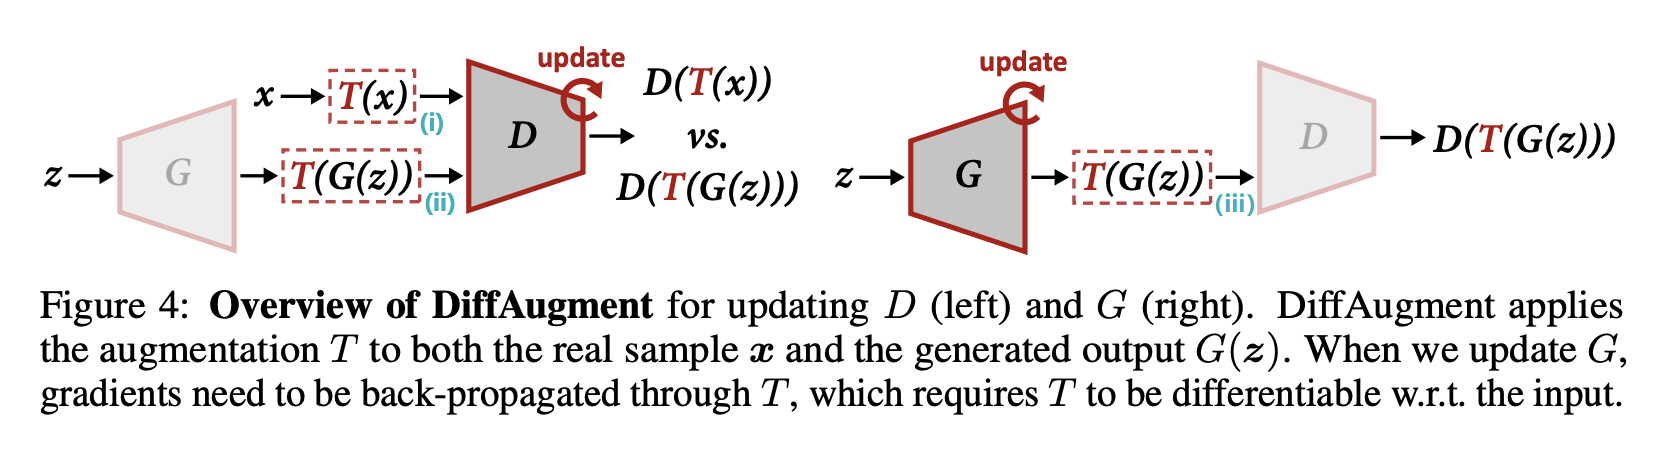 update
x
T(x)
(i)
D
D(T(x))
vs.
D(T(G(z)))
z
G
T(G(z))
(ii)
update
z
G
T(G(z))
(iii)
D
D(T(G(z)))
Figure 4: Overview of DiffAugment for updating D (left) and G (right). DiffAugment applies
the augmentation T to both the real sample x and the generated output G(z). When we update G,
gradients need to be back-propagated through T, which requires T to be differentiable w.r.t. the input.